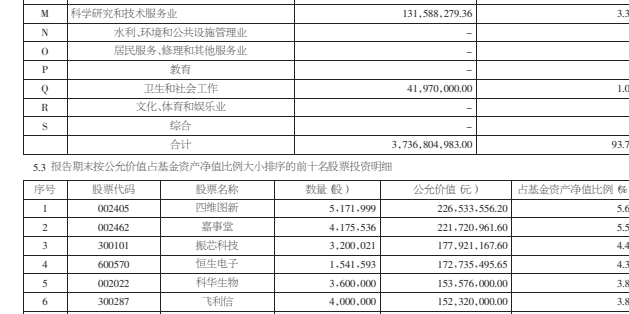 M 科学研究和技术服务业 131,588,279.36 3.3
N 水利、环境和公共设施管理业 –
O 居民服务、修理和其他服务业 –
P 教育 –
Q 卫生和社会工作 41,970,000.00 1.0
R 文化、体育和娱乐业 –
S 综合 –
合计 3,736,804,983.00 93.7
5.3 报告期末按公允价值占基金资产净值比例大小排序的前十名股票投资明细
序号 股票代码 股票名称 数量(股) 公允价值(元) 占基金资产净值比例(%
1 002405 四维图新 5,171,999 226,533,556.20 5.6
2 002462 嘉事堂 4,175,536 221,720,961.60 5.5
3 300101 振芯科技 3,200,021 177,921,167.60 4.4
4 600570 恒生电子 1,541,593 172,735,495.65 4.3
5 002022 科华生物 3,600,000 153,576,000.00 3.8
6 300287 飞利信 4,000,000 152,320,000.00 3.8